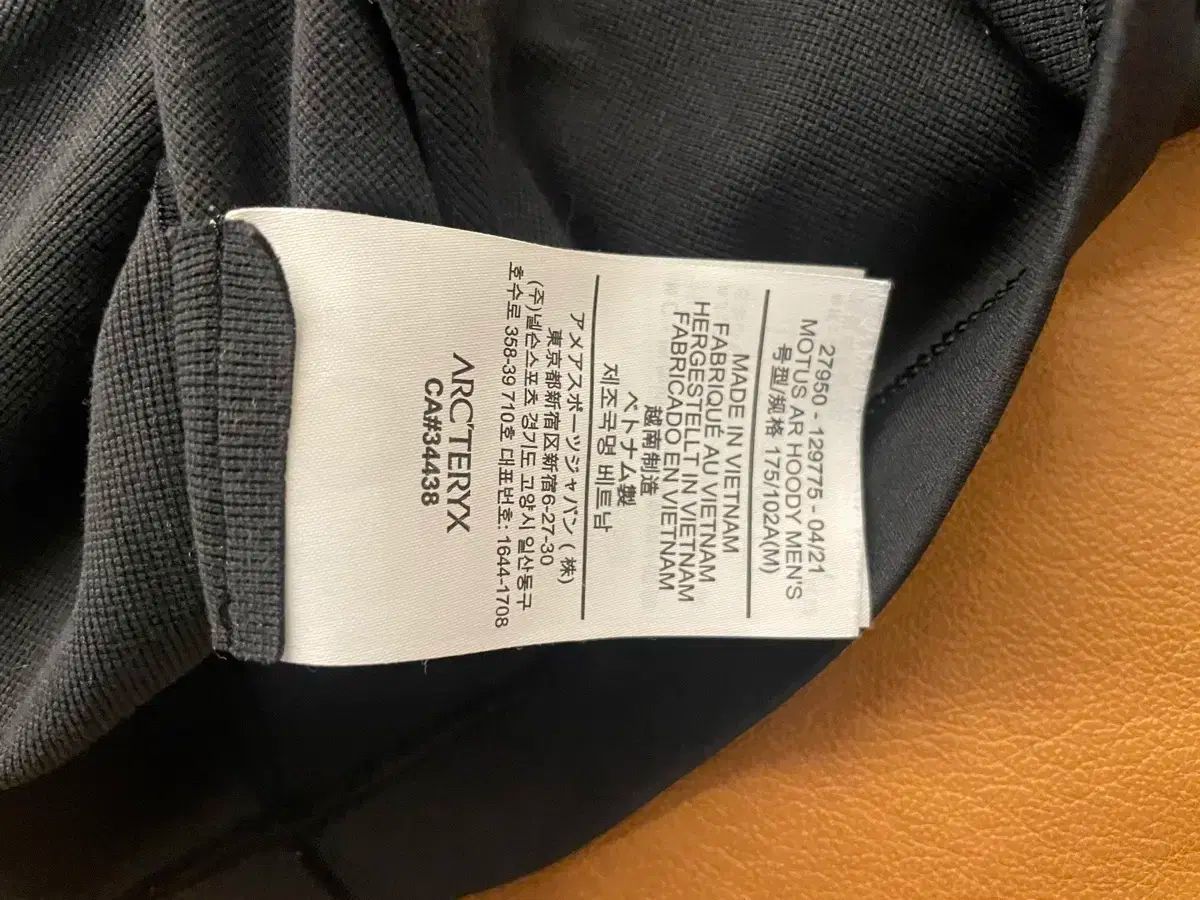 27950 - 129775 - 04/21
MOTUS AR HOODY MEN'S
号型/规格 175/102A(M)
MADE IN VIETNAM
FABRIQUÉ AU VIETNAM
HERGESTELLT IN VIETNAM
FABRICADO EN VIETNAM
越南制造
ベトナム製
제조국명 베트남
アメアスポーツジャパン ( 株)
東京都新宿区新宿6-27-30
(주)넬슨스포츠 경기도 고양시 일산동구
호수로 358-39 710호 대표번호: 1644-1708
ARC'TERYX
CA#34438